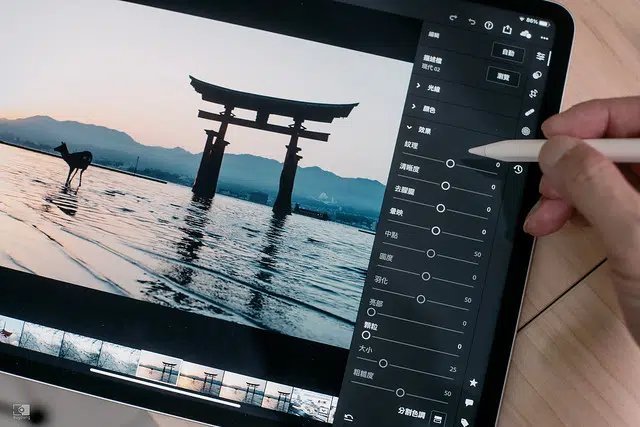 86%
編輯
自動
描述檔
現代 02
瀏覽
光線
顏色
效果
紋理 0
清晰度 0
去朦朧 0
暈映 0
中點 50
圓度 0
羽化 50
亮部 0
顆粒 0
大小 25
粗糙度 50
分割色調